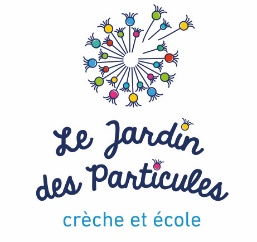 Le Jardin
des Particules
crèche et école